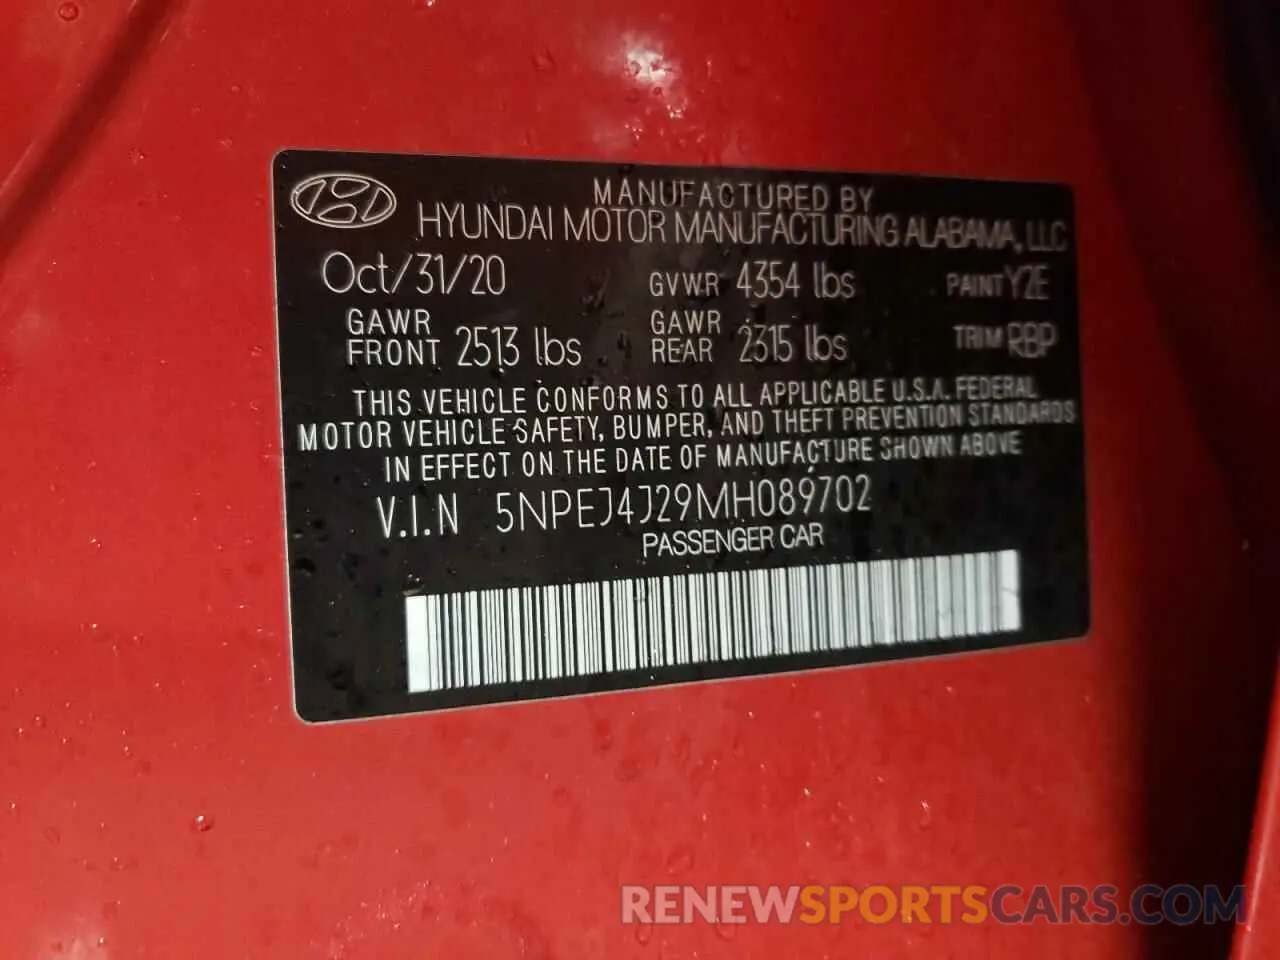 MANUFACTURED BY
HYUNDAI MOTOR MANUFACTURING ALABAMA, LLC
Oct/31/20 GVWR 4354 lbs PAINT Y2E
GAWR FRONT 2513 lbs GAWR REAR 2315 lbs TRIM RBP
THIS VEHICLE CONFORMS TO ALL APPLICABLE U.S.A. FEDERAL
MOTOR VEHICLE SAFETY, BUMPER, AND THEFT PREVENTION STANDARDS
IN EFFECT ON THE DATE OF MANUFACTURE SHOWN ABOVE
V.I.N 5NPEJ4J29MH089702
PASSENGER CAR
RENEWSPORTSCARS.COM